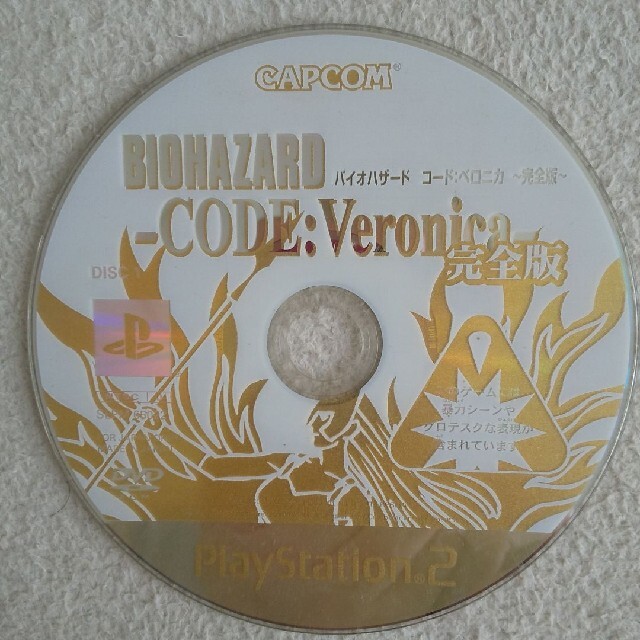 CAPCOM®
BIOHAZARD
バイオハザード コード:ベロニカ ~完全版~
-CODE:Veronica-
完全版
DISC
暴力シーンや
グロテスクな表現が
含まれています
PlayStation.2